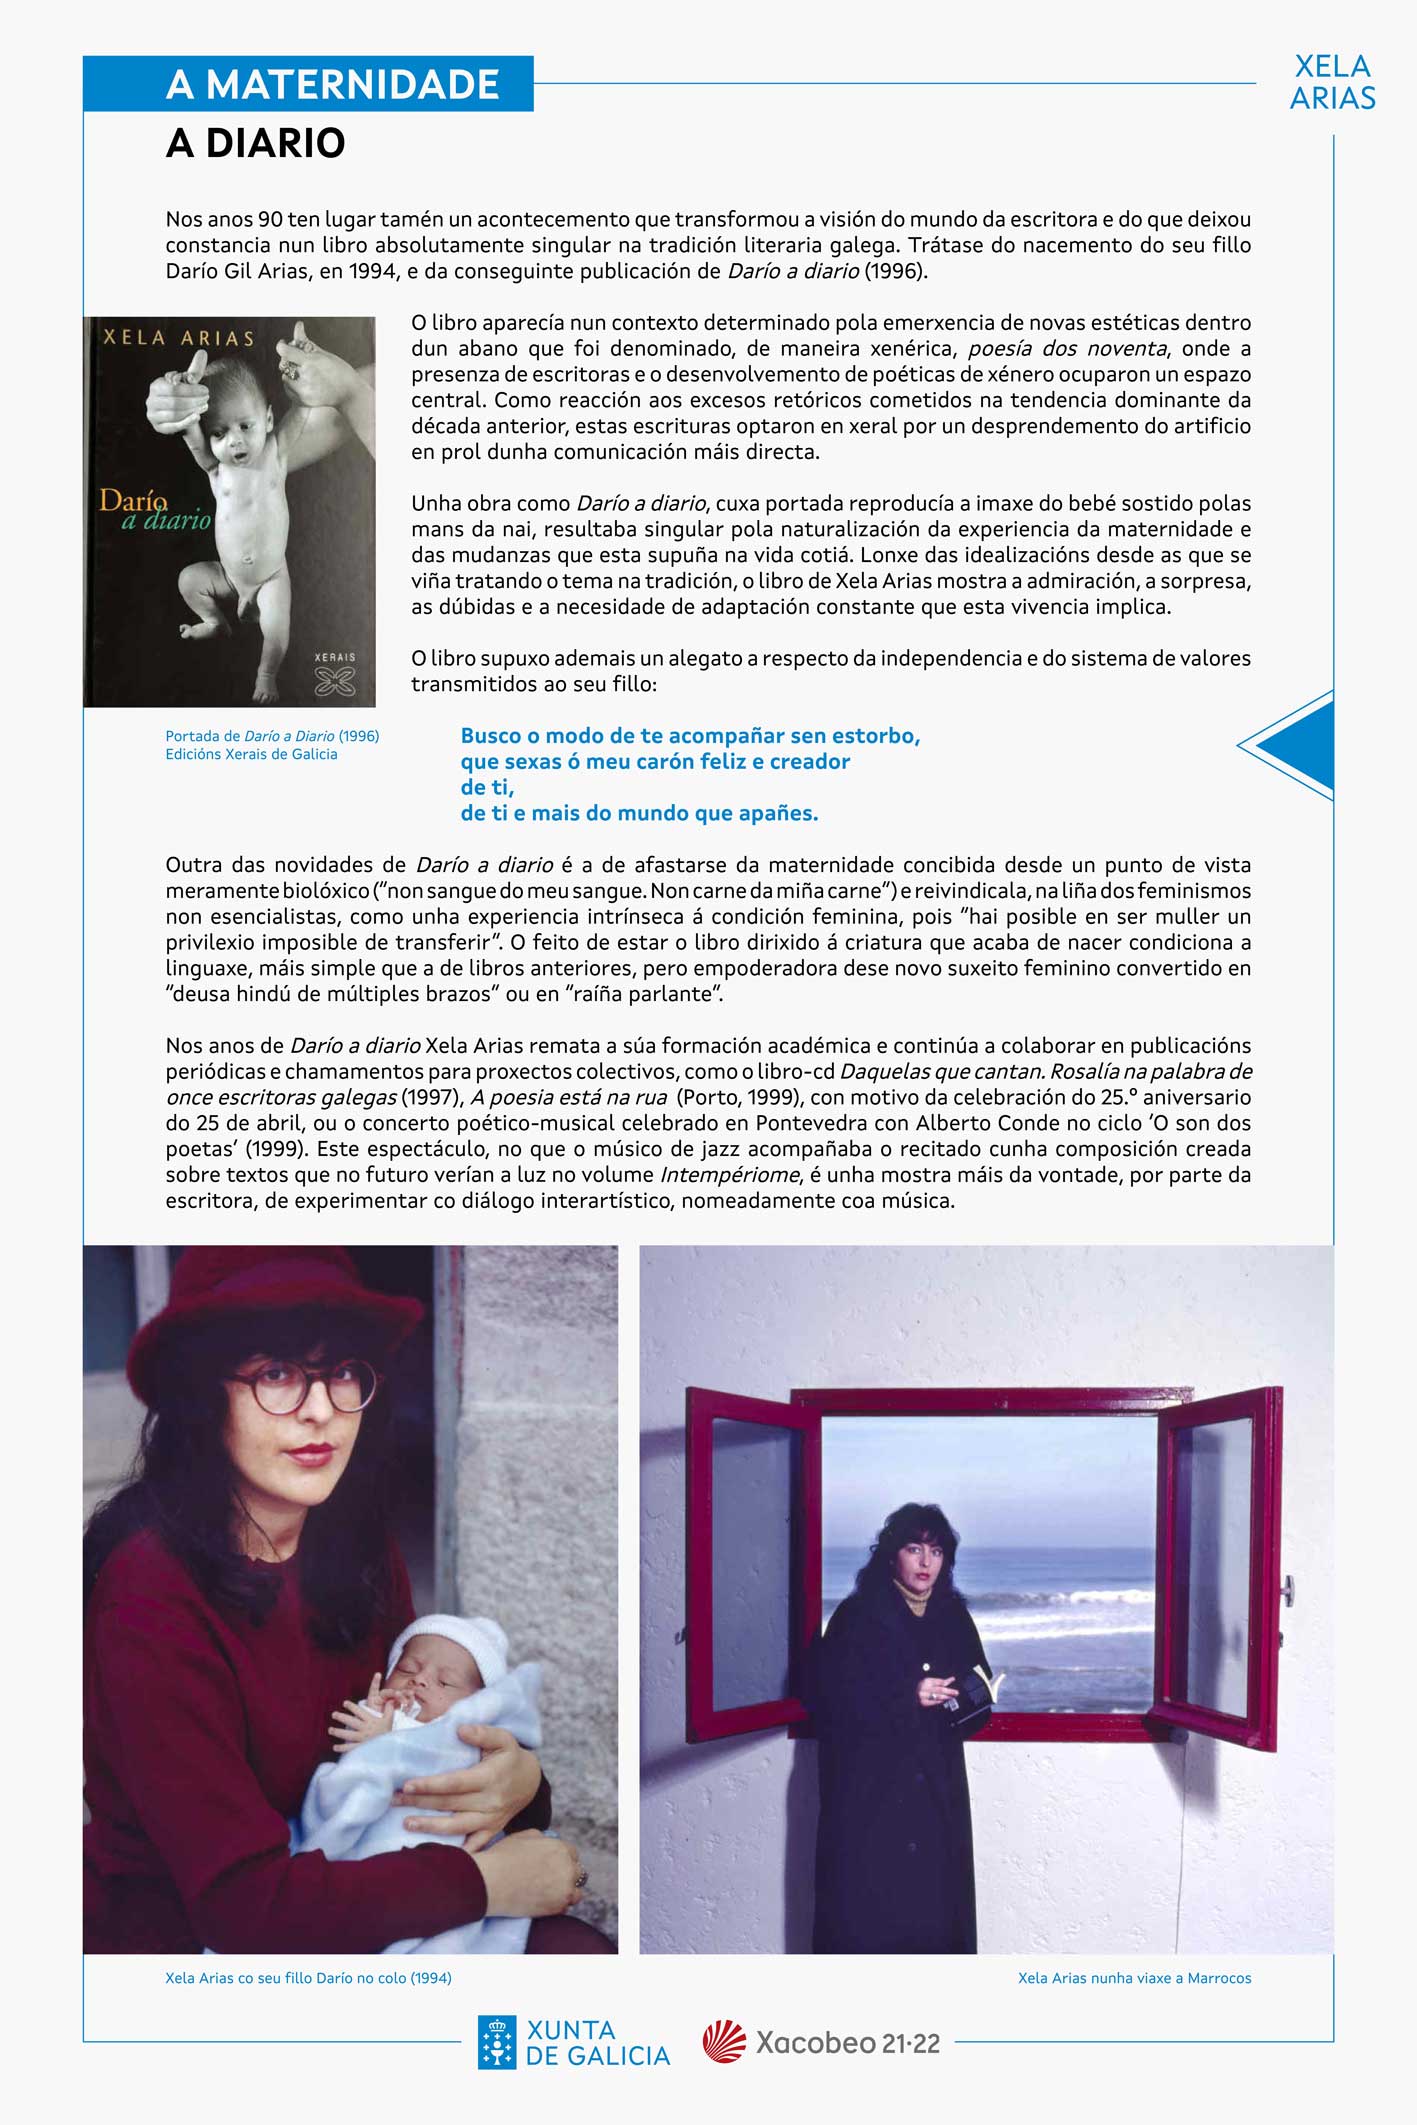 A MATERNIDADE
XELA
ARIAS
A DIARIO
Nos anos 90 ten lugar tamén un acontecemento que transformou a visión do mundo da escritora e do que deixou
constancia nun libro absolutamente singular na tradición literaria galega. Trátase do nacemento do seu fillo
Darío Gil Arias, en 1994, e da conseguinte publicación de Darío a diario (1996).
XELA ARIAS
Darío
a diario
XERAIS
Portada de Darío a Diario (1996)
Edicións Xerais de Galicia
O libro aparecía nun contexto determinado pola emerxencia de novas estéticas dentro
dun abano que foi denominado, de maneira xenérica, poesía dos noventa, onde a
presenza de escritoras e o desenvolvemento de poéticas de xénero ocuparon un espazo
central. Como reacción aos excesos retóricos cometidos na tendencia dominante da
década anterior, estas escrituras optaron en xeral por un desprendemento do artificio
en prol dunha comunicación máis directa.
Unha obra como Darío a diario, cuxa portada reproducía a imaxe do bebé sostido polas
mans da nai, resultaba singular pola naturalización da experiencia da maternidade e
das mudanzas que esta supuña na vida cotiá. Lonxe das idealizacións desde as que se
viña tratando o tema na tradición, o libro de Xela Arias mostra a admiración, a sorpresa,
as dúbidas e a necesidade de adaptación constante que esta vivencia implica.
O libro supuxo ademais un alegato a respecto da independencia e do sistema de valores
transmitidos ao seu fillo:
Busco o modo de te acompañar sen estorbo,
que sexas ó meu carón feliz e creador
de ti,
de ti e mais do mundo que apañes.
Outra das novidades de Darío a diario é a de afastarse da maternidade concibida desde un punto de vista
meramente biolóxico (“non sangue do meu sangue. Non carne da miña carne”) e reivindicala, na liña dos feminismos
non esencialistas, como unha experiencia intrínseca á condición feminina, pois “hai posible en ser muller un
privilexio imposible de transferir”. O feito de estar o libro dirixido á criatura que acaba de nacer condiciona a
linguaxe, máis simple que a de libros anteriores, pero empoderadora dese novo suxeito feminino convertido en
“deusa hindú de múltiples brazos” ou en “raíña parlante”.
Nos anos de Darío a diario Xela Arias remata a súa formación académica e continúa a colaborar en publicacións
periódicas e chamamentos para proxectos colectivos, como o libro-cd Daquelas que cantan. Rosalía na palabra de
once escritoras galegas (1997), A poesia está na rua (Porto, 1999), con motivo da celebración do 25.º aniversario
do 25 de abril, ou o concerto poético-musical celebrado en Pontevedra con Alberto Conde no ciclo ‘O son dos
poetas’ (1999). Este espectáculo, no que o músico de jazz acompañaba o recitado cunha composición creada
sobre textos que no futuro verían a luz no volume Intempériome, é unha mostra máis da vontade, por parte da
escritora, de experimentar co diálogo interartístico, nomeadamente coa música.
Xela Arias co seu fillo Darío no colo (1994)
Xela Arias nunha viaxe a Marrocos
XUNTA
DE GALICIA
Xacobeo 21·22